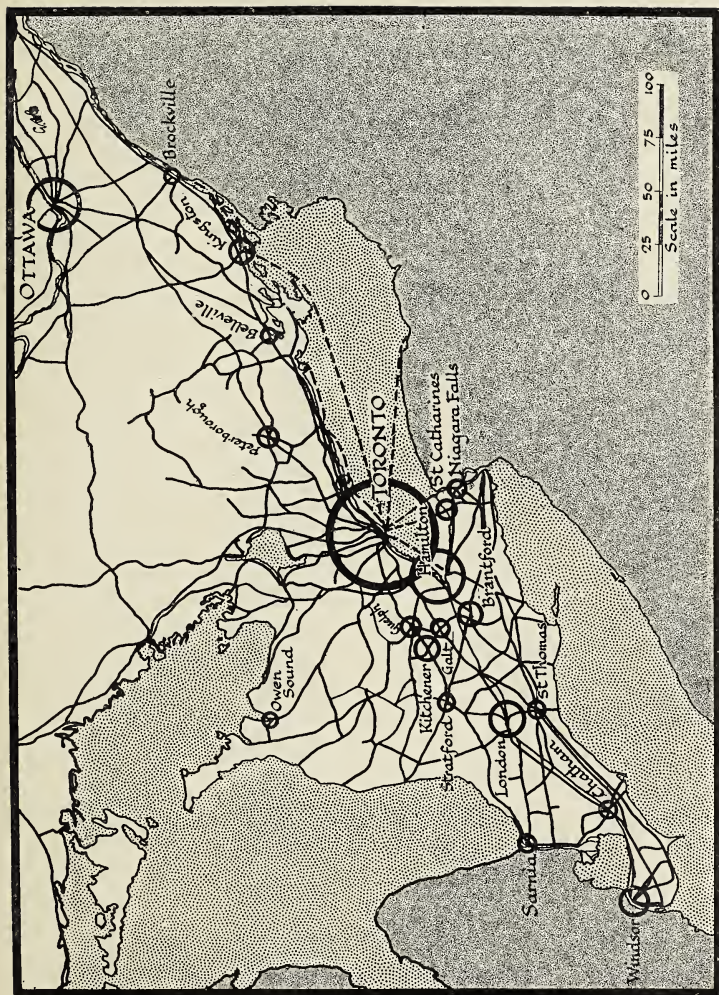 OTTAWA
Brockville
Kingston
Belleville
Peterborough
TORONTO
St Catharines
Niagara Falls
Hamilton
Brantford
Guelph
Galt
Kitchener
Stratford
Owen
Sound
London
St Thomas
Chatham
Sarnia
Windsor
0 25 50 75 100
Scale in miles